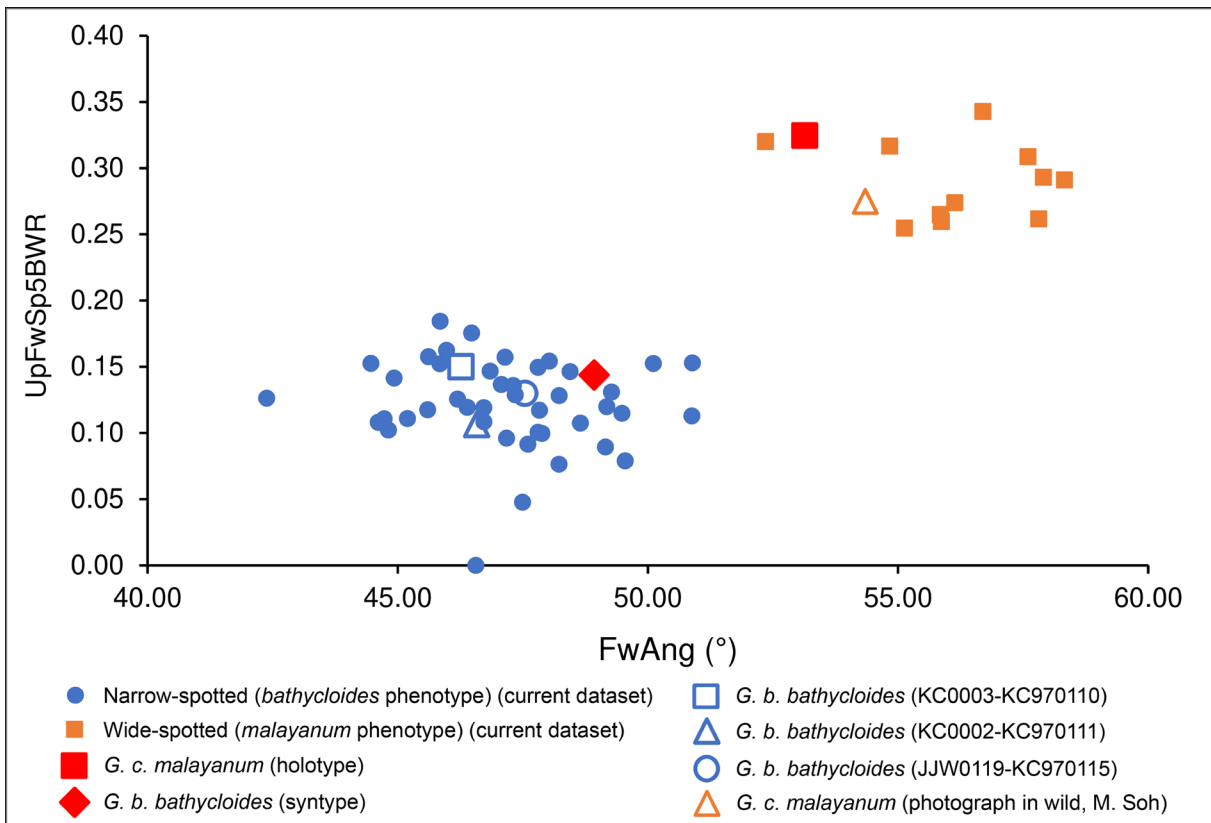 0.40
0.35
0.30
0.25
0.20
0.15
0.10
0.05
0.00
UpFwSp5BWR
40.00 45.00 50.00 55.00 60.00
FwAng (°)
Narrow-spotted (bathycloides phenotype) (current dataset)
Wide-spotted (malayanum phenotype) (current dataset)
G. c. malayanum (holotype)
G. b. bathycloides (syntype)
G. b. bathycloides (KC0003-KC970110)
G. b. bathycloides (KC0002-KC970111)
G. b. bathycloides (JJW0119-KC970115)
G. c. malayanum (photograph in wild, M. Soh)